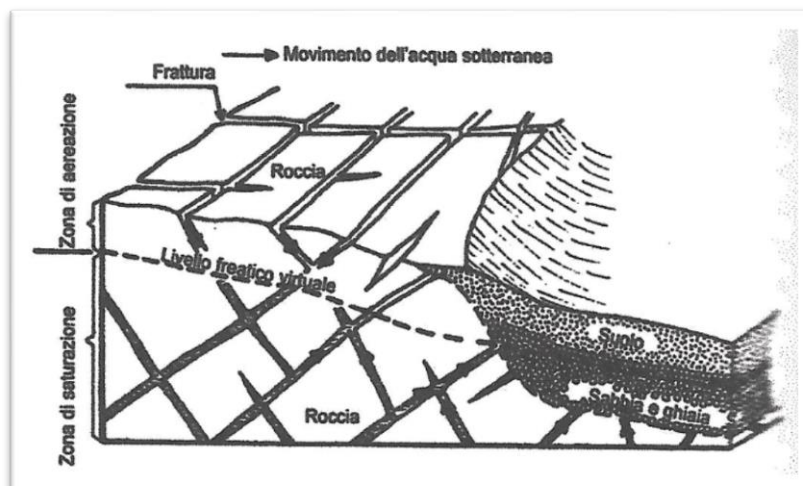 Movimento dell'acqua sotterranea
Frattura
Zona di aereazione
Roccia
Livello freatico virtuale
Zona di saturazione
Suolo
Sabbia e ghiaia
Roccia